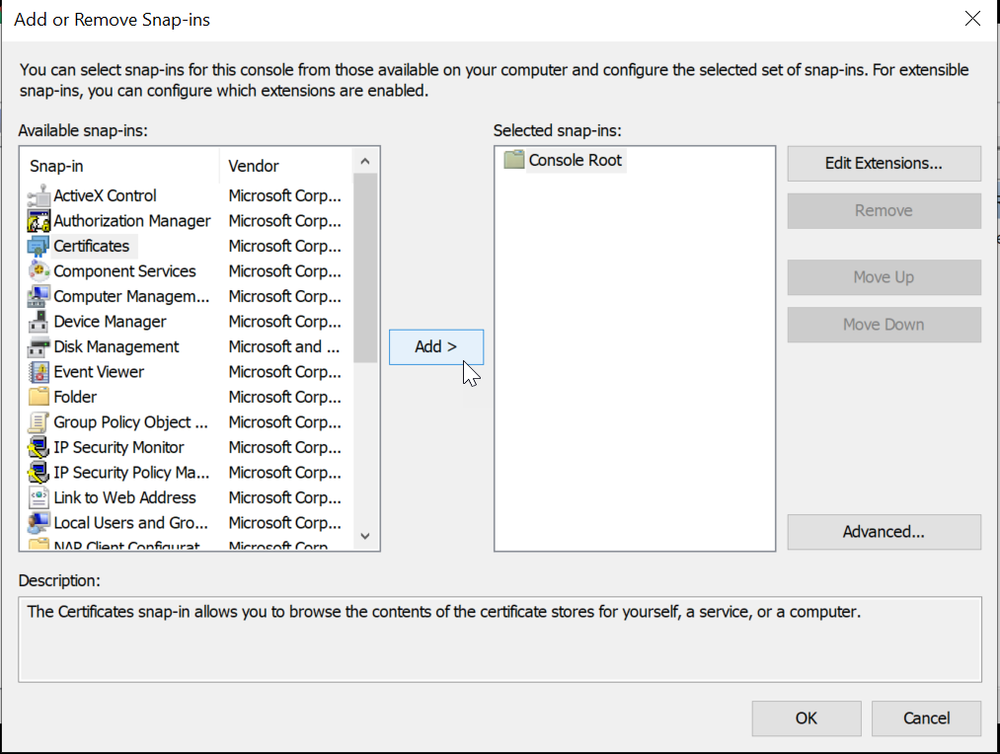 Add or Remove Snap-ins
You can select snap-ins for this console from those available on your computer and configure the selected set of snap-ins. For extensible
snap-ins, you can configure which extensions are enabled.
Available snap-ins:
Snap-in Vendor
ActiveX Control Microsoft Corp...
Authorization Manager Microsoft Corp...
Certificates Microsoft Corp...
Component Services Microsoft Corp...
Computer Managem... Microsoft Corp...
Device Manager Microsoft Corp...
Disk Management Microsoft and ...
Event Viewer Microsoft Corp...
Folder Microsoft Corp...
Group Policy Object ... Microsoft Corp...
IP Security Monitor Microsoft Corp...
IP Security Policy Ma... Microsoft Corp...
Link to Web Address Microsoft Corp...
Local Users and Gro... Microsoft Corp...
NAP Client Configurat Microsoft Corp
Add >
Selected snap-ins:
Console Root
Edit Extensions...
Remove
Move Up
Move Down
Advanced...
Description:
The Certificates snap-in allows you to browse the contents of the certificate stores for yourself, a service, or a computer.
OK
Cancel